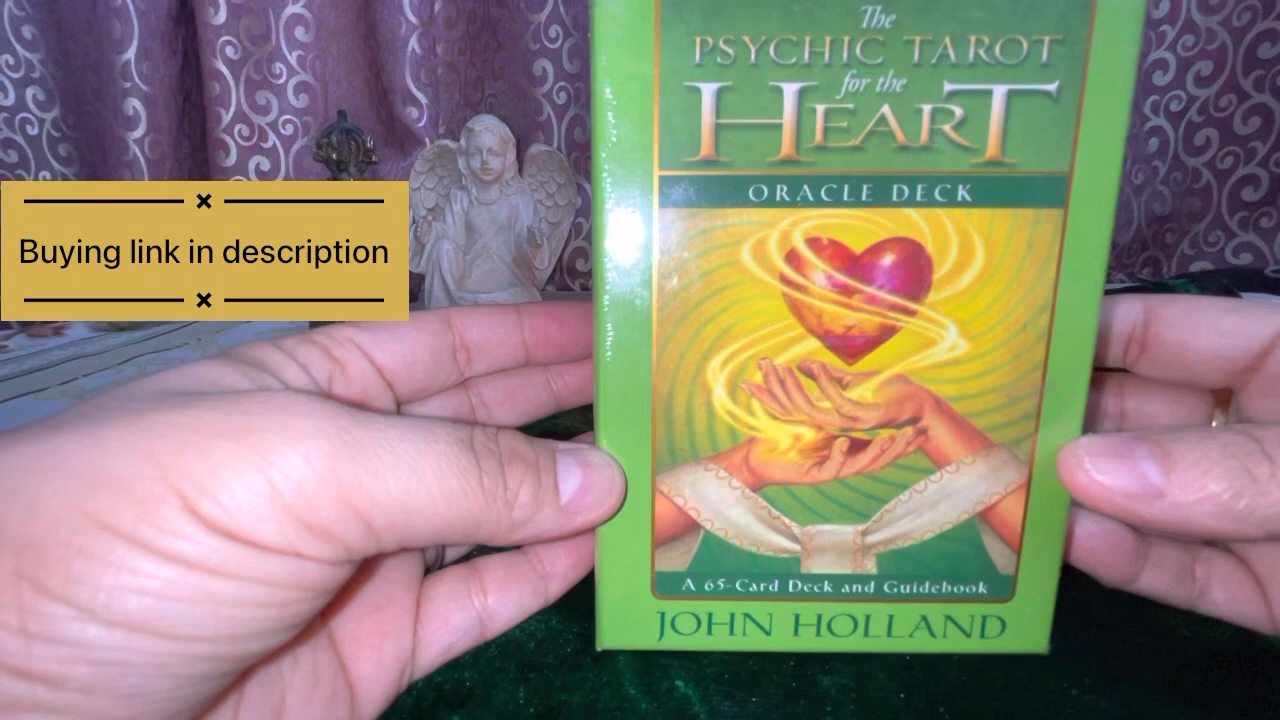 The
PSYCHIC TAROT
for the
HEART
ORACLE DECK
Buying link in description
A 65-Card Deck and Guidebook
JOHN HOLLAND